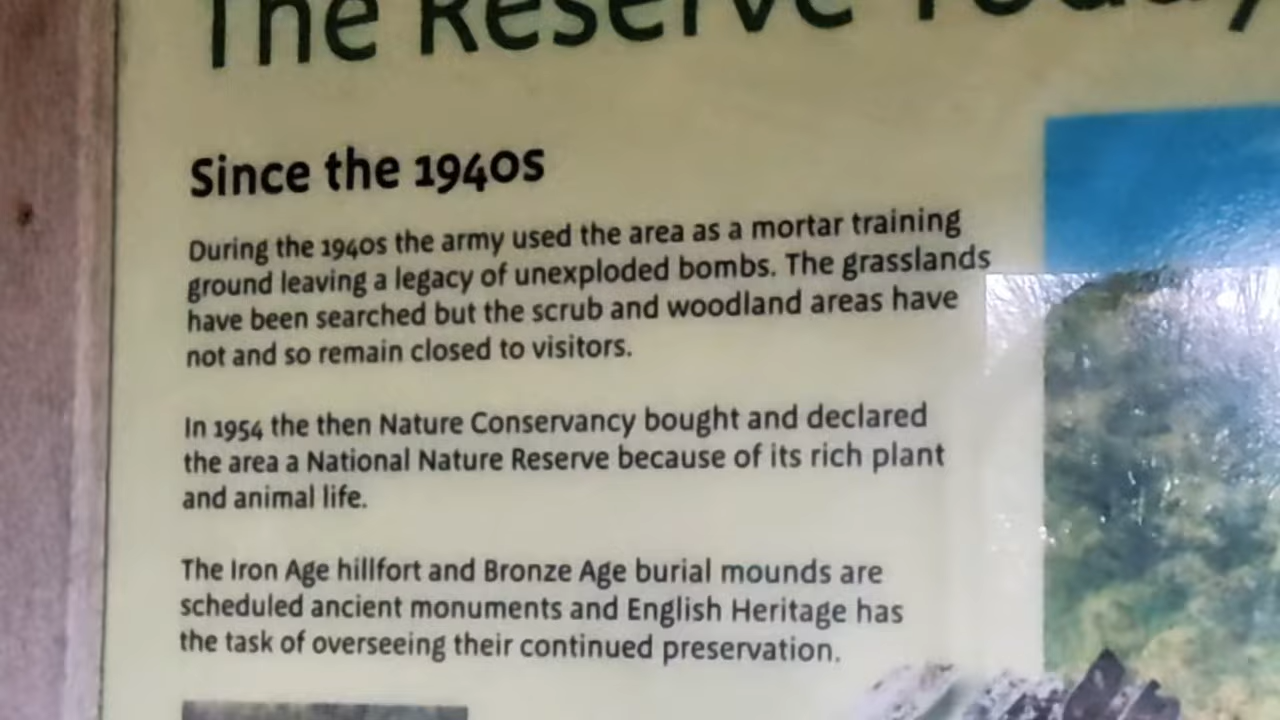 The Reserve Today
Since the 1940s
During the 1940s the army used the area as a mortar training
ground leaving a legacy of unexploded bombs. The grasslands
have been searched but the scrub and woodland areas have
not and so remain closed to visitors.
In 1954 the then Nature Conservancy bought and declared
the area a National Nature Reserve because of its rich plant
and animal life.
The Iron Age hillfort and Bronze Age burial mounds are
scheduled ancient monuments and English Heritage has
the task of overseeing their continued preservation.